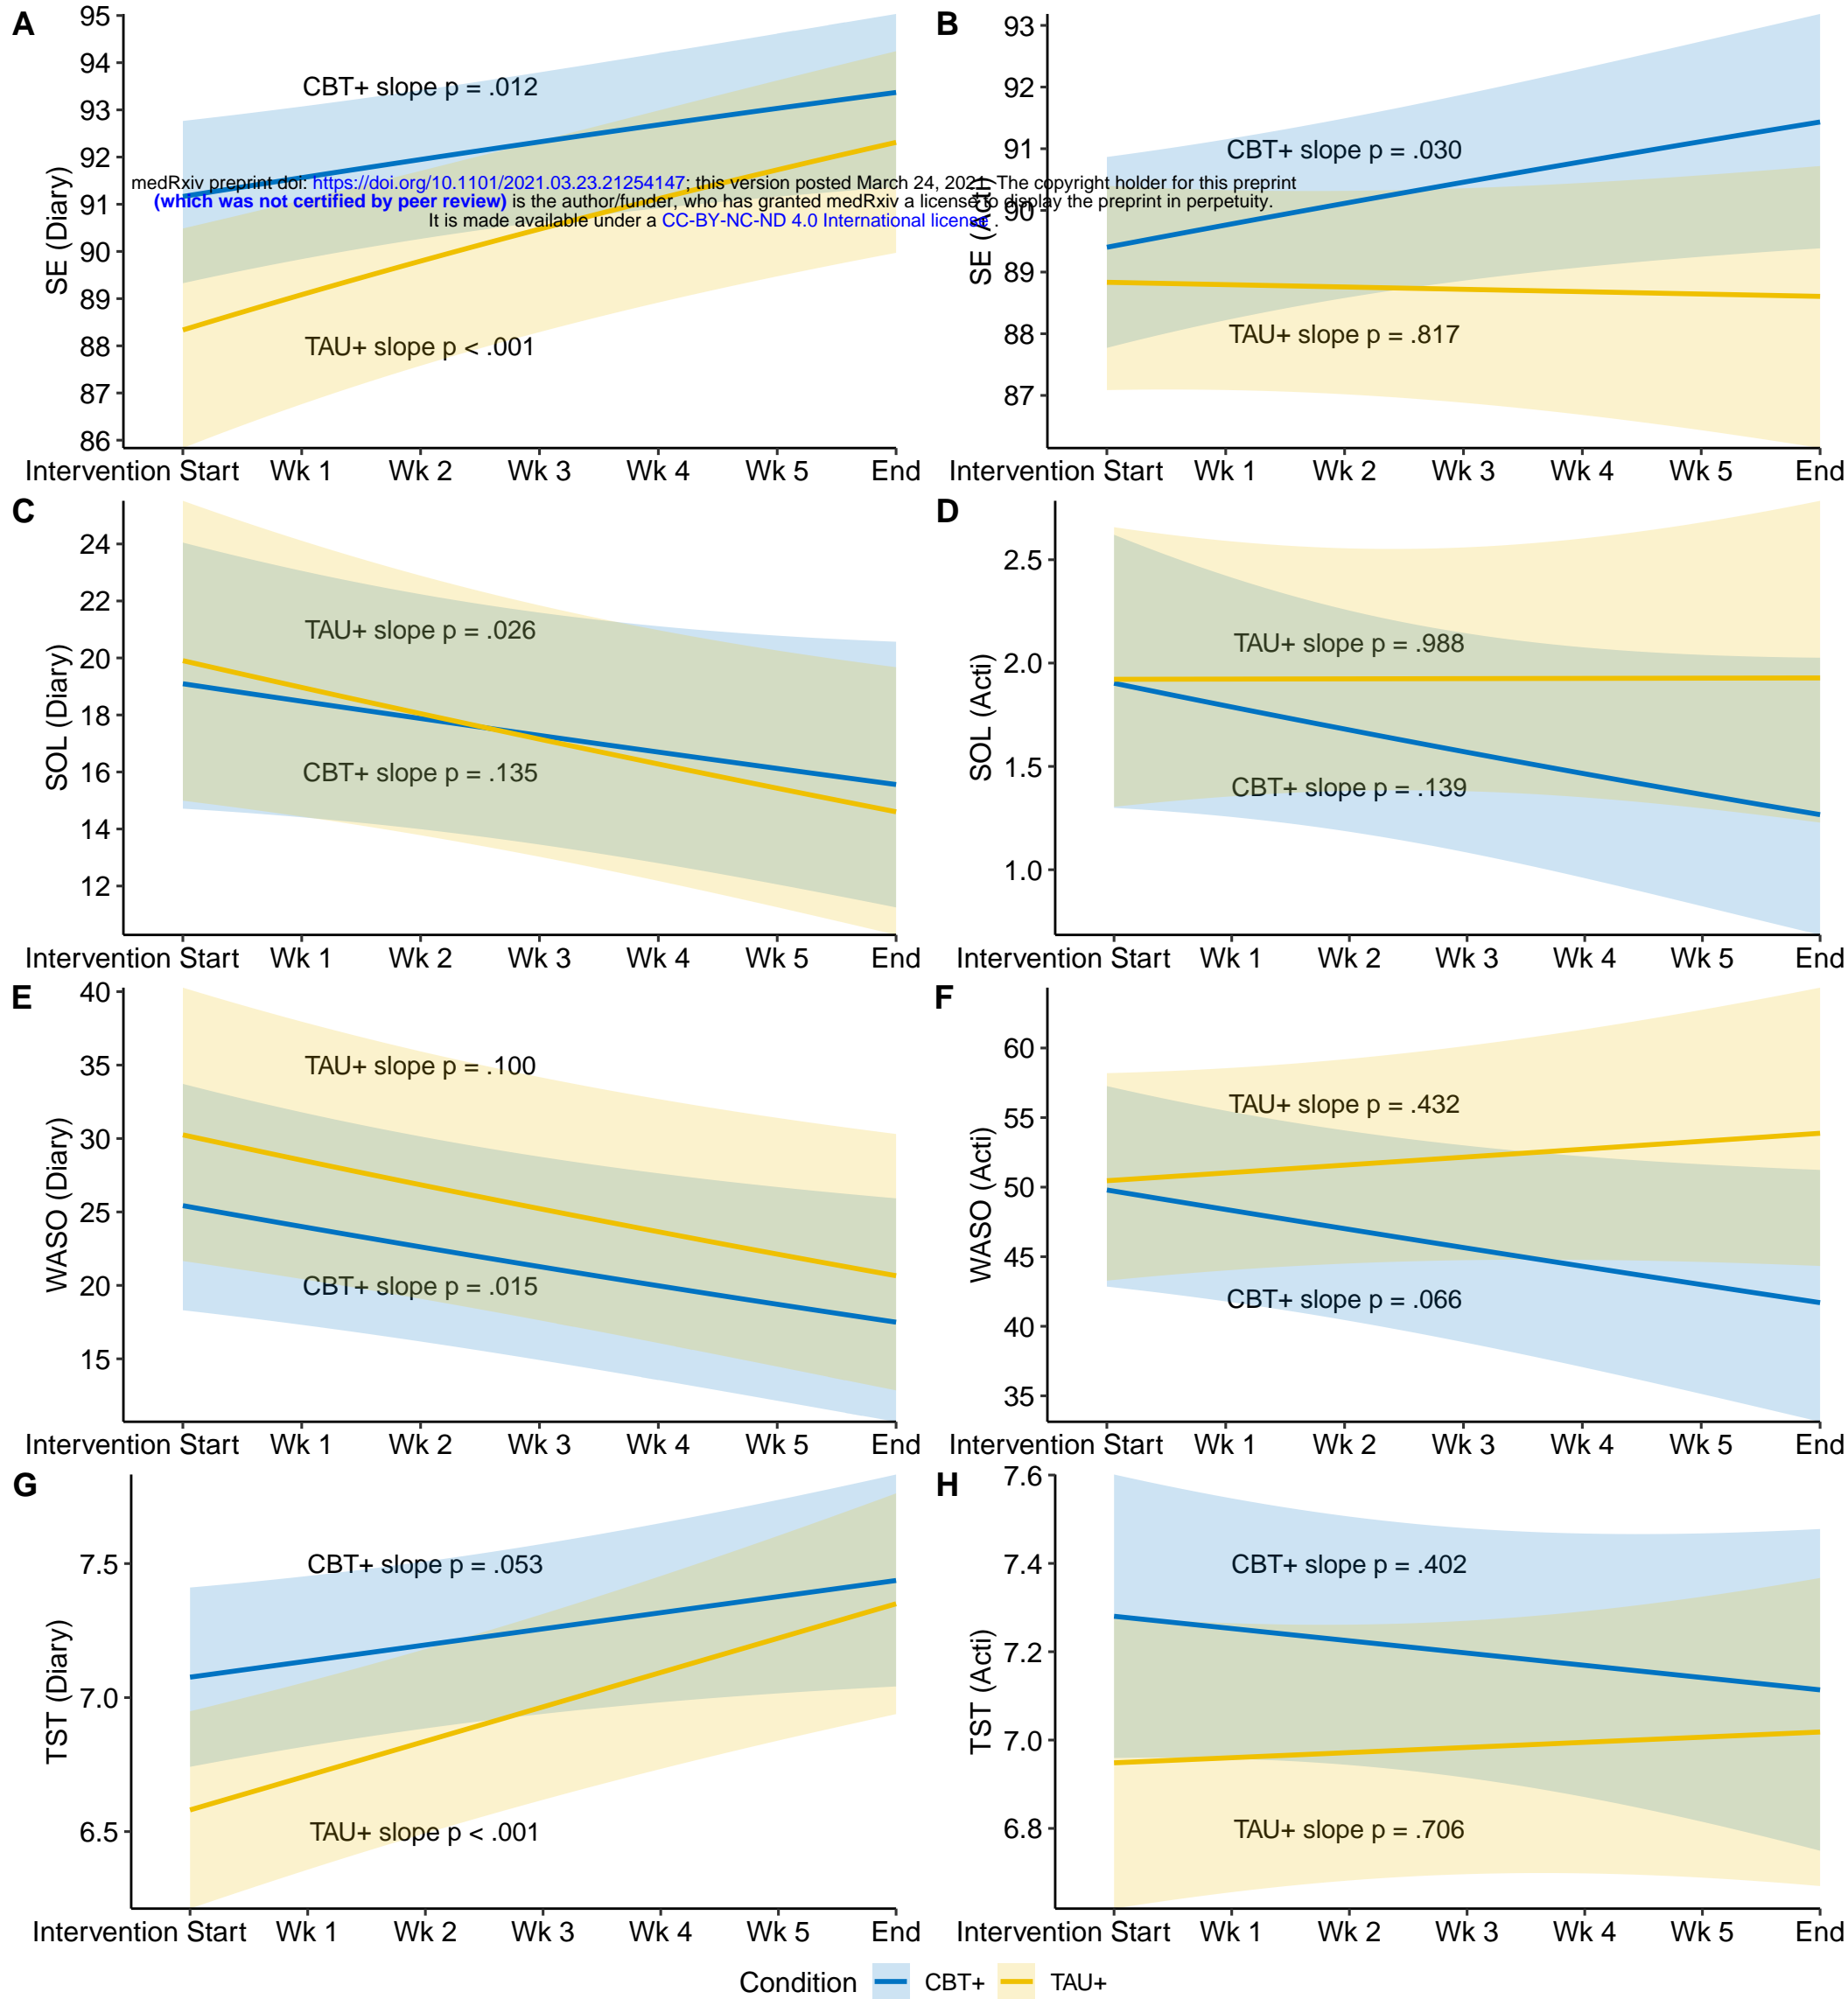 A
95
94
93
92
91
90
89
88
87
86
SE (Diary)
CBT+ slope p = .012
TAU+ slope p < .001
Intervention Start Wk 1 Wk 2 Wk 3 Wk 4 Wk 5 End
B
93
92
91
90
89
88
87
SE (Acti)
CBT+ slope p = .030
TAU+ slope p = .817
Intervention Start Wk 1 Wk 2 Wk 3 Wk 4 Wk 5 End
medRxiv preprint doi: https://doi.org/10.1101/2021.03.23.21254147; this version posted March 24, 2021. The copyright holder for this preprint
(which was not certified by peer review) is the author/funder, who has granted medRxiv a license to display the preprint in perpetuity.
It is made available under a CC-BY-NC-ND 4.0 International license .
C
24
22
20
18
16
14
12
SOL (Diary)
TAU+ slope p = .026
CBT+ slope p = .135
Intervention Start Wk 1 Wk 2 Wk 3 Wk 4 Wk 5 End
D
2.5
2.0
1.5
1.0
SOL (Acti)
TAU+ slope p = .988
CBT+ slope p = .139
Intervention Start Wk 1 Wk 2 Wk 3 Wk 4 Wk 5 End
E
40
35
30
25
20
15
WASO (Diary)
TAU+ slope p = .100
CBT+ slope p = .015
Intervention Start Wk 1 Wk 2 Wk 3 Wk 4 Wk 5 End
F
60
55
50
45
40
35
WASO (Acti)
TAU+ slope p = .432
CBT+ slope p = .066
Intervention Start Wk 1 Wk 2 Wk 3 Wk 4 Wk 5 End
G
7.5
7.0
6.5
TST (Diary)
CBT+ slope p = .053
TAU+ slope p < .001
Intervention Start Wk 1 Wk 2 Wk 3 Wk 4 Wk 5 End
H
7.6
7.4
7.2
7.0
6.8
TST (Acti)
CBT+ slope p = .402
TAU+ slope p = .706
Intervention Start Wk 1 Wk 2 Wk 3 Wk 4 Wk 5 End
Condition CBT+ TAU+